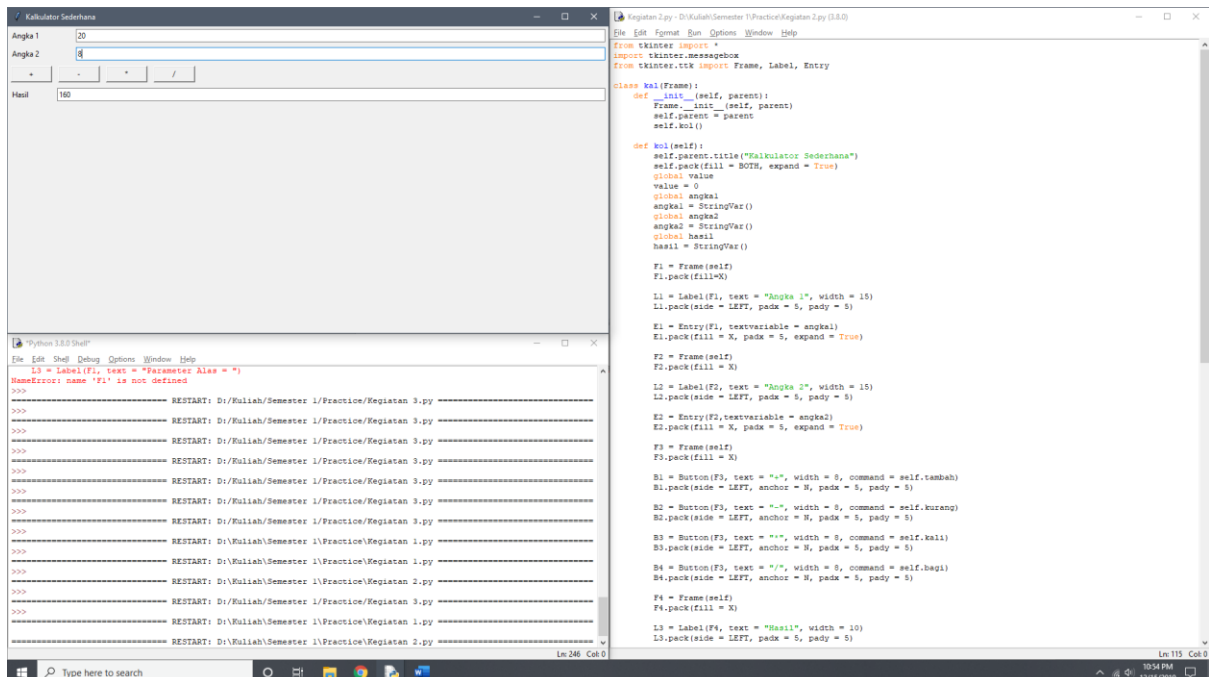 Kalkulator Sederhana
Angka 1 20
Angka 2 8
+ - * /
Hasil 160
*Python 3.8.0 Shell*
File Edit Shell Debug Options Window Help
L3 = Label(F1, text = "Parameter Alas = ")
NameError: name 'F1' is not defined
>>>
=============================== RESTART: D:/Kuliah/Semester 1/Practice/Kegiatan 3.py ===============================
>>>
=============================== RESTART: D:/Kuliah/Semester 1/Practice/Kegiatan 3.py ===============================
>>>
=============================== RESTART: D:/Kuliah/Semester 1/Practice/Kegiatan 3.py ===============================
>>>
=============================== RESTART: D:/Kuliah/Semester 1/Practice/Kegiatan 3.py ===============================
>>>
=============================== RESTART: D:/Kuliah/Semester 1/Practice/Kegiatan 3.py ===============================
>>>
=============================== RESTART: D:/Kuliah/Semester 1/Practice/Kegiatan 3.py ===============================
>>>
=============================== RESTART: D:/Kuliah/Semester 1/Practice/Kegiatan 3.py ===============================
>>>
=============================== RESTART: D:\Kuliah\Semester 1\Practice\Kegiatan 1.py ===============================
>>>
=============================== RESTART: D:\Kuliah\Semester 1\Practice\Kegiatan 1.py ===============================
>>>
=============================== RESTART: D:\Kuliah\Semester 1\Practice\Kegiatan 2.py ===============================
>>>
=============================== RESTART: D:/Kuliah/Semester 1/Practice/Kegiatan 3.py ===============================
>>>
=============================== RESTART: D:\Kuliah\Semester 1\Practice\Kegiatan 1.py ===============================
=============================== RESTART: D:\Kuliah\Semester 1\Practice\Kegiatan 2.py ===============================
Ln: 246 Col: 0
Kegiatan 2.py - D:\Kuliah\Semester 1\Practice\Kegiatan 2.py (3.8.0)
File Edit Format Run Options Window Help
from tkinter import *
import tkinter.messagebox
from tkinter.ttk import Frame, Label, Entry
class kal(Frame):
def __init__(self, parent):
Frame.__init__(self, parent)
self.parent = parent
self.kol()
def kol(self):
self.parent.title("Kalkulator Sederhana")
self.pack(fill = BOTH, expand = True)
global value
value = 0
global angka1
angka1 = StringVar()
global angka2
angka2 = StringVar()
global hasil
hasil = StringVar()
F1 = Frame(self)
F1.pack(fill=X)
L1 = Label(F1, text = "Angka 1", width = 15)
L1.pack(side = LEFT, padx = 5, pady = 5)
E1 = Entry(F1, textvariable = angka1)
E1.pack(fill = X, padx = 5, expand = True)
F2 = Frame(self)
F2.pack(fill = X)
L2 = Label(F2, text = "Angka 2", width = 15)
L2.pack(side = LEFT, padx = 5, pady = 5)
E2 = Entry(F2,textvariable = angka2)
E2.pack(fill = X, padx = 5, expand = True)
F3 = Frame(self)
F3.pack(fill = X)
B1 = Button(F3, text = "+", width = 8, command = self.tambah)
B1.pack(side = LEFT, anchor = N, padx = 5, pady = 5)
B2 = Button(F3, text = "-", width = 8, command = self.kurang)
B2.pack(side = LEFT, anchor = N, padx = 5, pady = 5)
B3 = Button(F3, text = "*", width = 8, command = self.kali)
B3.pack(side = LEFT, anchor = N, padx = 5, pady = 5)
B4 = Button(F3, text = "/", width = 8, command = self.bagi)
B4.pack(side = LEFT, anchor = N, padx = 5, pady = 5)
F4 = Frame(self)
F4.pack(fill = X)
L3 = Label(F4, text = "Hasil", width = 10)
L3.pack(side = LEFT, padx = 5, pady = 5)
Ln: 115 Col: 0
Type here to search
10:54 PM